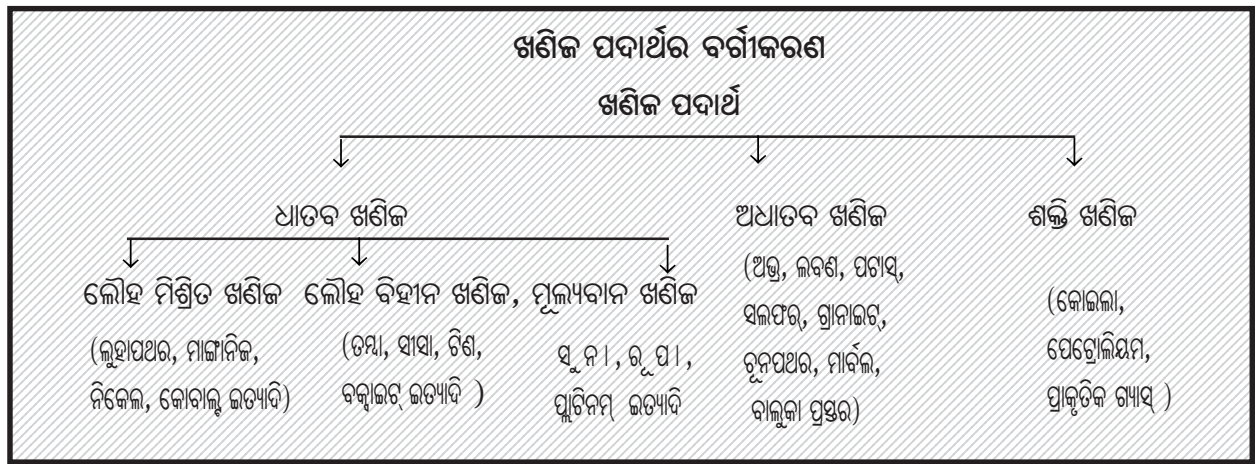 ଖଣିଜ ପଦାର୍ଥର ବର୍ଗୀକରଣ
ଖଣିଜ ପଦାର୍ଥ
ଧାତବ ଖଣିଜ
ଲୌହ ମିଶ୍ରିତ ଖଣିଜ
(ଲୁହାପଥର, ମାଙ୍ଗାନିଜ,
ନିକେଲ, କୋବାଲ୍ଟ ଇତ୍ୟାଦି)
ଲୌହ ବିହୀନ ଖଣିଜ,
(ତମ୍ବା, ସୀସା, ଟିଣ,
ବକ୍ସାଇଟ୍ ଇତ୍ୟାଦି )
ମୂଲ୍ୟବାନ ଖଣିଜ
ସୁନା, ରୂପା,
ପ୍ଲାଟିନମ୍ ଇତ୍ୟାଦି
ଅଧାତବ ଖଣିଜ
(ଅଭ୍ର, ଲବଣ, ପଟାସ୍,
ସଲଫର୍, ଗ୍ରାନାଇଟ୍,
ଚୂନପଥର, ମାର୍ବଲ,
ବାଲୁକା ପ୍ରସ୍ତର)
ଶକ୍ତି ଖଣିଜ
(କୋଇଲା,
ପେଟ୍ରୋଲିୟମ,
ପ୍ରାକୃତିକ ଗ୍ୟାସ୍ )